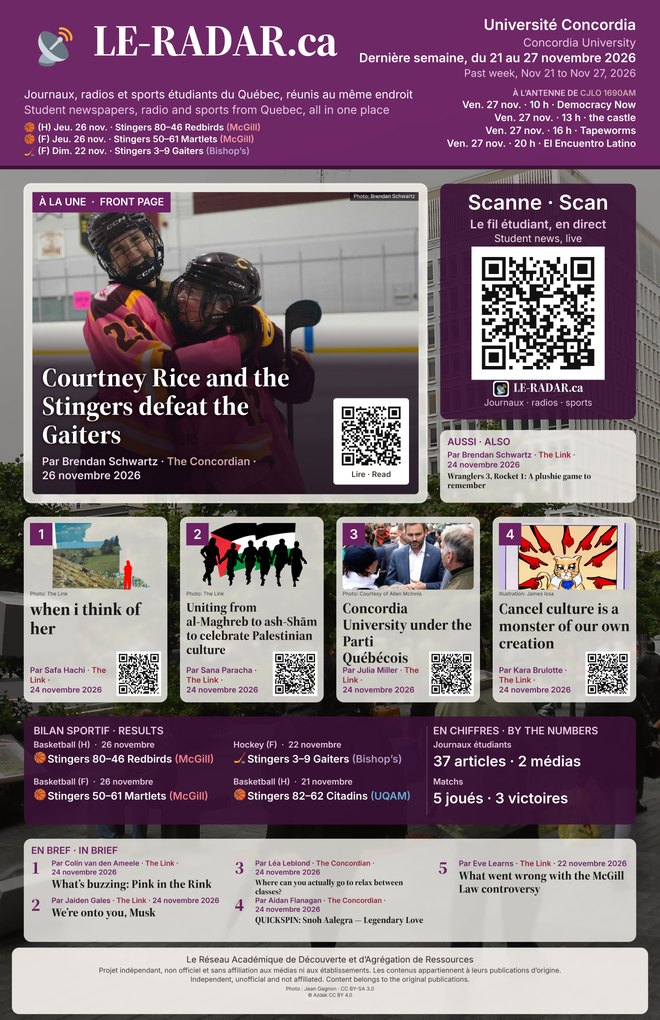 LE-RADAR.ca
Journaux, radios et sports étudiants du Québec, réunis au même endroit
Student newspapers, radio and sports from Quebec, all in one place
(H) Jeu. 26 nov. · Stingers 80–46 Redbirds (McGill)
(F) Jeu. 26 nov. · Stingers 50–61 Martlets (McGill)
(F) Dim. 22 nov. · Stingers 3–9 Gaiters (Bishop's)
Université Concordia
Concordia University
Dernière semaine, du 21 au 27 novembre 2026
Past week, Nov 21 to Nov 27, 2026
À L'ANTENNE DE CJLO 1690AM
Ven. 27 nov. · 10 h · Democracy Now
Ven. 27 nov. · 13 h · the castle
Ven. 27 nov. · 16 h · Tapeworms
Ven. 27 nov. · 20 h · El Encuentro Latino
À LA UNE · FRONT PAGE
Photo: Brendan Schwartz
CCM
CCM
23
Courtney Rice and the
Stingers defeat the
Gaiters
Par Brendan Schwartz · The Concordian ·
26 novembre 2026
Lire · Read
Scanne · Scan
Le fil étudiant, en direct
Student news, live
LE-RADAR.ca
Journaux · radios · sports
AUSSI · ALSO
Par Brendan Schwartz · The Link ·
24 novembre 2026
Wranglers 3, Rocket 1: A plushie game to
remember
1
Photo: The Link
when i think of
her
Par Safa Hachi · The
Link ·
24 novembre 2026
2
Photo: The Link
Uniting from
al-Maghreb to ash-Shām
to celebrate Palestinian
culture
Par Sana Paracha ·
The Link ·
24 novembre 2026
3
Photo: Courtesy of Allen McInnis
Concordia
University under the
Parti
Québécois
Par Julia Miller · The
Link ·
24 novembre 2026
4
Illustration: James Issa
Cancel culture is a
monster of our own
creation
Par Kara Brulotte ·
The Link ·
24 novembre 2026
BILAN SPORTIF · RESULTS
Basketball (H) · 26 novembre
Stingers 80–46 Redbirds (McGill)
Hockey (F) · 22 novembre
Stingers 3–9 Gaiters (Bishop's)
Basketball (F) · 26 novembre
Stingers 50–61 Martlets (McGill)
Basketball (H) · 21 novembre
Stingers 82–62 Citadins (UQAM)
EN CHIFFRES · BY THE NUMBERS
Journaux étudiants
37 articles · 2 médias
Matchs
5 joués · 3 victoires
EN BREF · IN BRIEF
1
Par Colin van den Ameele · The Link ·
24 novembre 2026
What's buzzing: Pink in the Rink
2
Par Jaiden Gales · The Link · 24 novembre 2026
We're onto you, Musk
3
Par Léa Leblond · The Concordian ·
24 novembre 2026
Where can you actually go to relax between
classes?
4
Par Aidan Flanagan · The Concordian ·
24 novembre 2026
QUICKSPIN: Snoh Aalegra — Legendary Love
5
Par Eve Learns · The Link · 22 novembre 2026
What went wrong with the McGill
Law controversy
Le Réseau Académique de Découverte et d'Agrégation de Ressources
Projet indépendant, non officiel et sans affiliation aux médias ni aux établissements. Les contenus appartiennent à leurs publications d'origine.
Independent, unofficial and not affiliated. Content belongs to the original publications.
Photo : Jean Gagnon · CC BY-SA 3.0
© Azdak CC BY 4.0